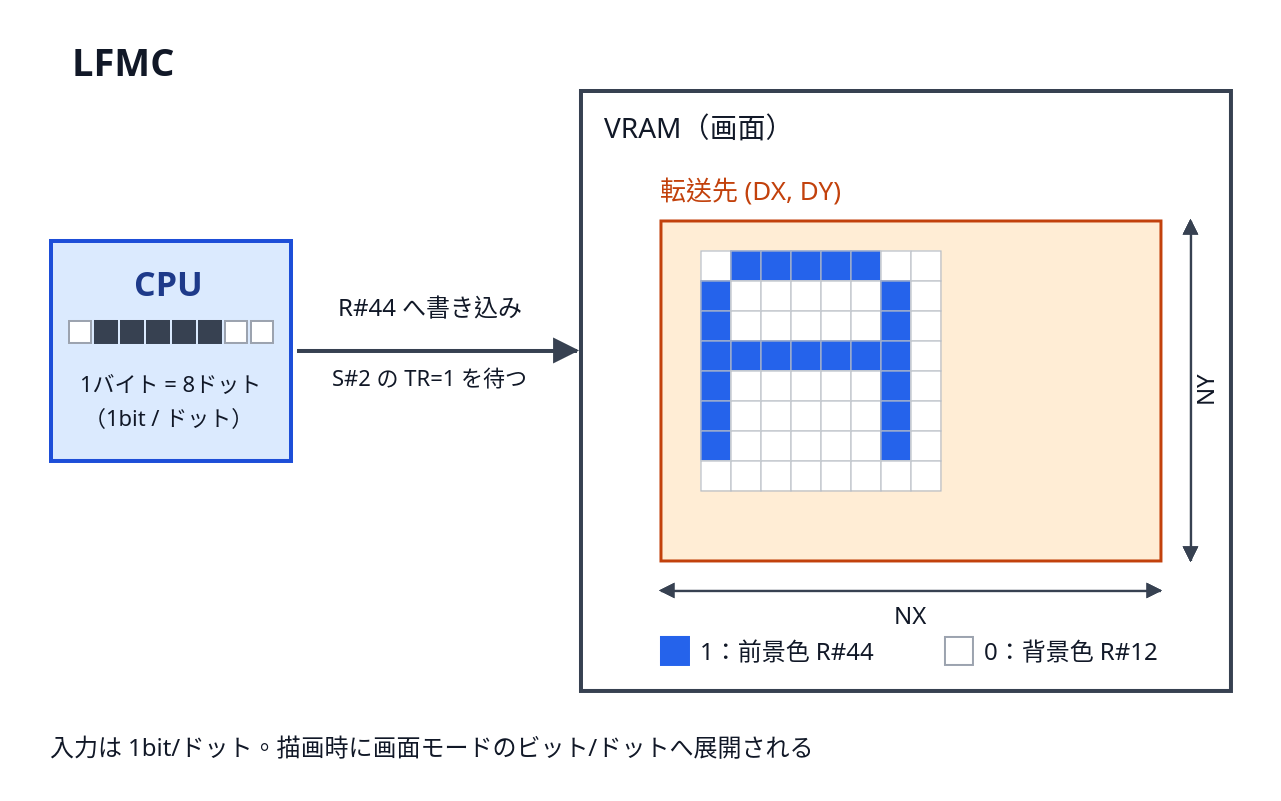 LFMC
VRAM（画面）
転送先 (DX, DY)
CPU
1バイト = 8ドット
（1bit / ドット）
R#44 へ書き込み
S#2 の TR=1 を待つ
NY
NX
1：前景色 R#44
0：背景色 R#12
入力は 1bit/ドット。描画時に画面モードのビット/ドットへ展開される